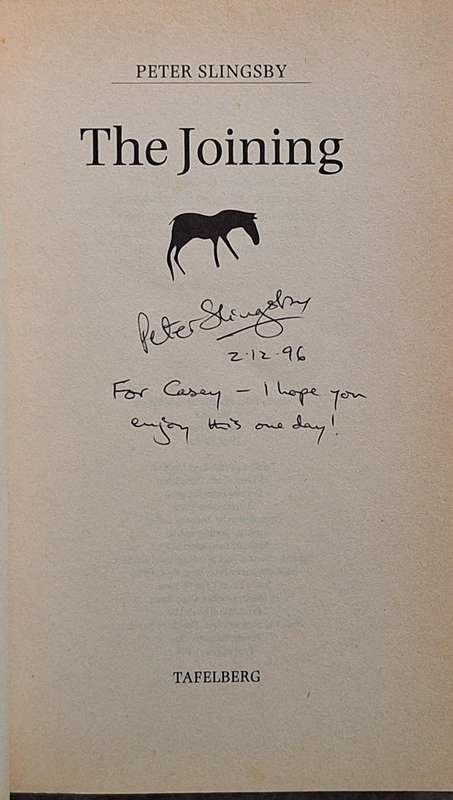 PETER SLINGSBY
The Joining
Peter Slingsby
2·12·96
For Casey – I hope you
enjoy this one day!
TAFELBERG